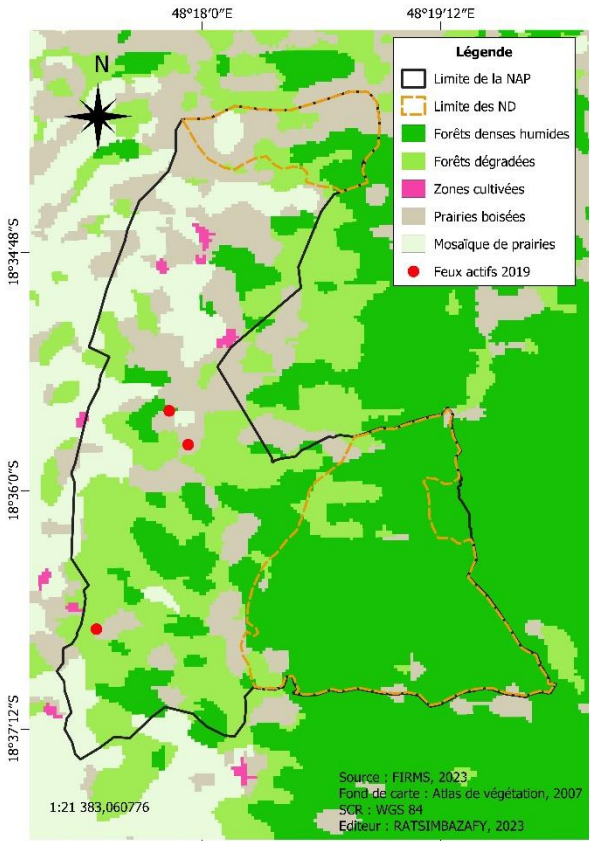 48°18'0"E 48°19'12"E
N
Légende
Limite de la NAP
Limite des ND
Forêts denses humides
Forêts dégradées
Zones cultivées
Prairies boisées
Mosaïque de prairies
Feux actifs 2019
18°34'48"S
18°36'0"S
18°37'12"S
1:21 383,060776
Source : FIRMS, 2023
Fond de carte : Atlas de végétation, 2007
SCR : WGS 84
Editeur : RATSIMBAZAFY, 2023